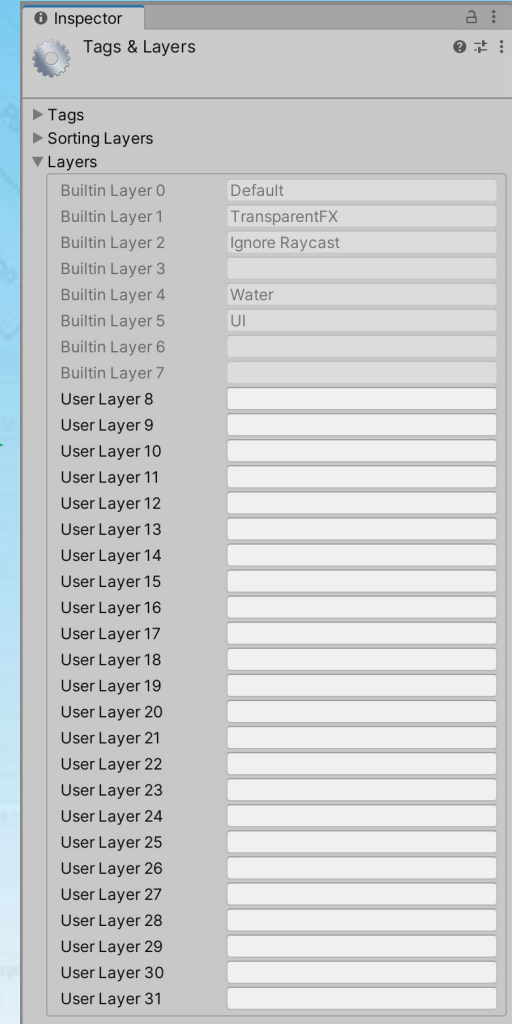 Inspector
Tags & Layers
Tags
Sorting Layers
Layers
Builtin Layer 0 Default
Builtin Layer 1 TransparentFX
Builtin Layer 2 Ignore Raycast
Builtin Layer 3
Builtin Layer 4 Water
Builtin Layer 5 UI
Builtin Layer 6
Builtin Layer 7
User Layer 8
User Layer 9
User Layer 10
User Layer 11
User Layer 12
User Layer 13
User Layer 14
User Layer 15
User Layer 16
User Layer 17
User Layer 18
User Layer 19
User Layer 20
User Layer 21
User Layer 22
User Layer 23
User Layer 24
User Layer 25
User Layer 26
User Layer 27
User Layer 28
User Layer 29
User Layer 30
User Layer 31